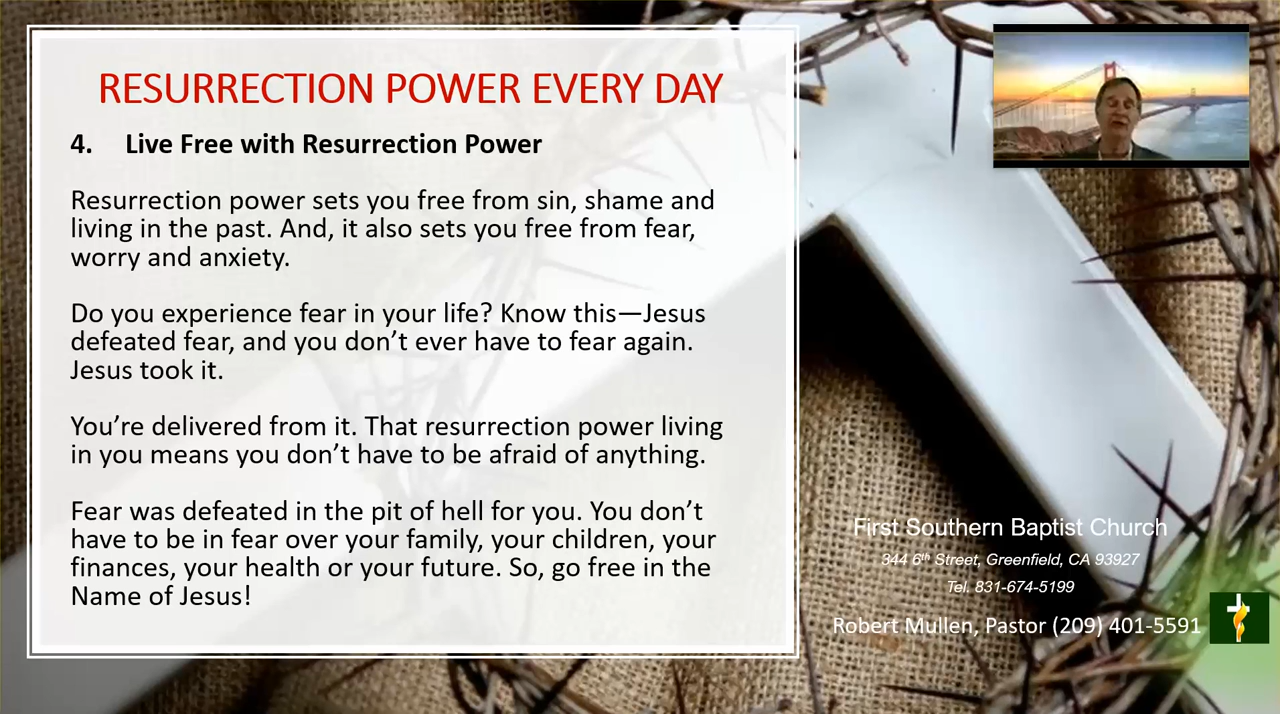 RESURRECTION POWER EVERY DAY
4. Live Free with Resurrection Power
Resurrection power sets you free from sin, shame and
living in the past. And, it also sets you free from fear,
worry and anxiety.
Do you experience fear in your life? Know this—Jesus
defeated fear, and you don’t ever have to fear again.
Jesus took it.
You’re delivered from it. That resurrection power living
in you means you don’t have to be afraid of anything.
Fear was defeated in the pit of hell for you. You don’t
have to be in fear over your family, your children, your
finances, your health or your future. So, go free in the
Name of Jesus!
First Southern Baptist Church
344 6th Street, Greenfield, CA 93927
Tel. 831-674-5199
Robert Mullen, Pastor (209) 401-5591